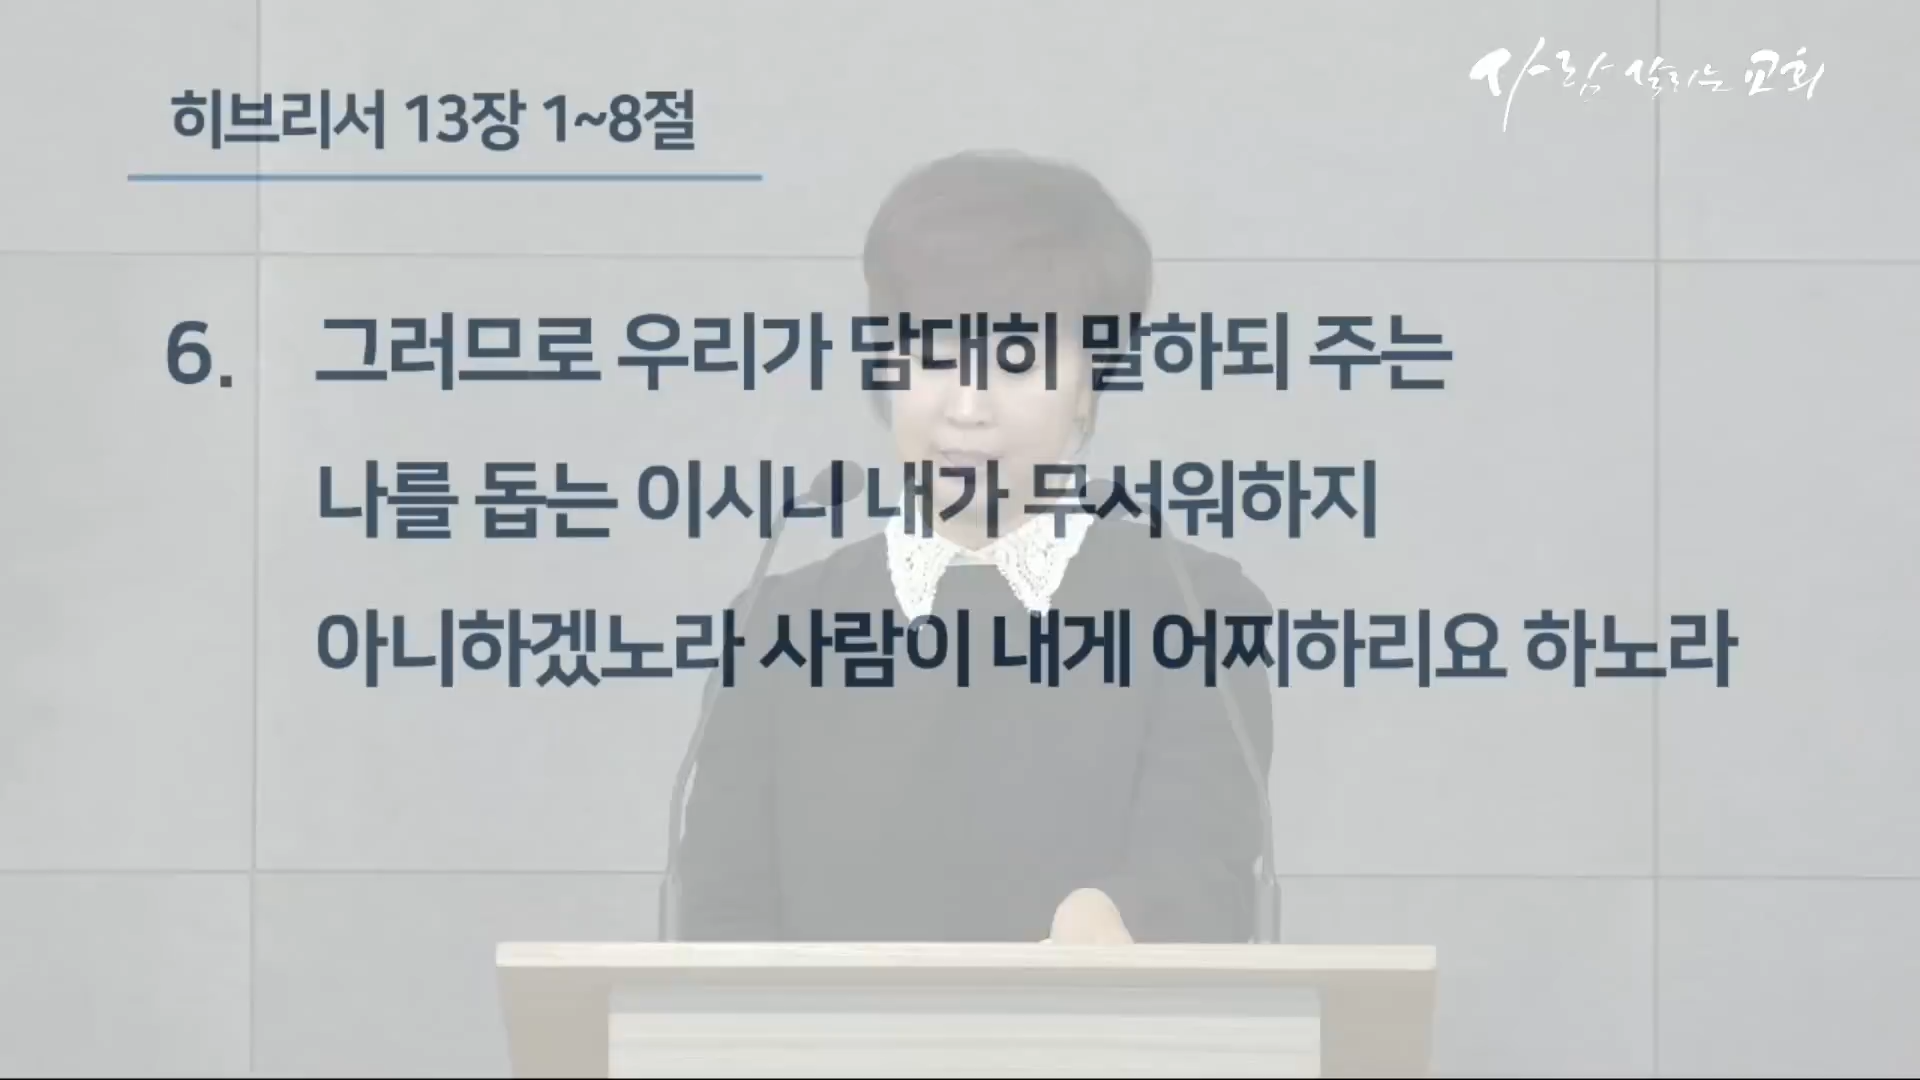 사람 살리는 교회
히브리서 13장 1~8절
6. 그러므로 우리가 담대히 말하되 주는
나를 돕는 이시니 내가 무서워하지
아니하겠노라 사람이 내게 어찌하리요 하노라